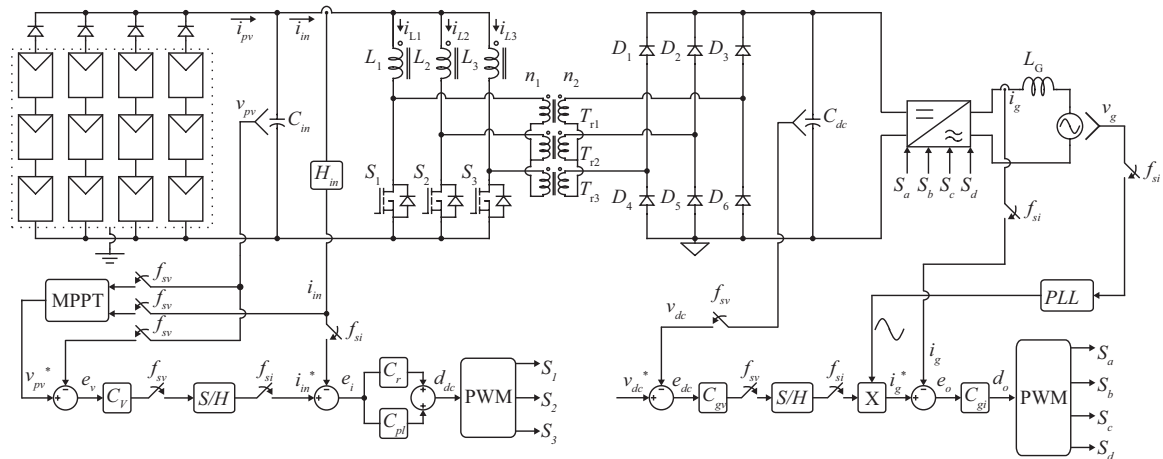 i_pv
i_in
i_L1
i_L2
i_L3
L_1
L_2
L_3
n_1
n_2
D_1
D_2
D_3
L_G
i_g
v_g
v_pv
C_in
T_r1
T_r2
T_r3
C_dc
H_in
S_1
S_2
S_3
D_4
D_5
D_6
S_a
S_b
S_c
S_d
f_si
f_si
f_sv
MPPT
f_sv
f_sv
i_in
f_si
v_dc
f_sv
PLL
v_pv*
e_v
C_V
f_sv
S/H
f_si
i_in*
e_i
C_r
C_pl
d_dc
PWM
S_1
S_2
S_3
v_dc*
e_dc
C_gv
f_sv
S/H
f_si
X
i_g*
i_g
e_o
C_gi
d_o
PWM
S_a
S_b
S_c
S_d